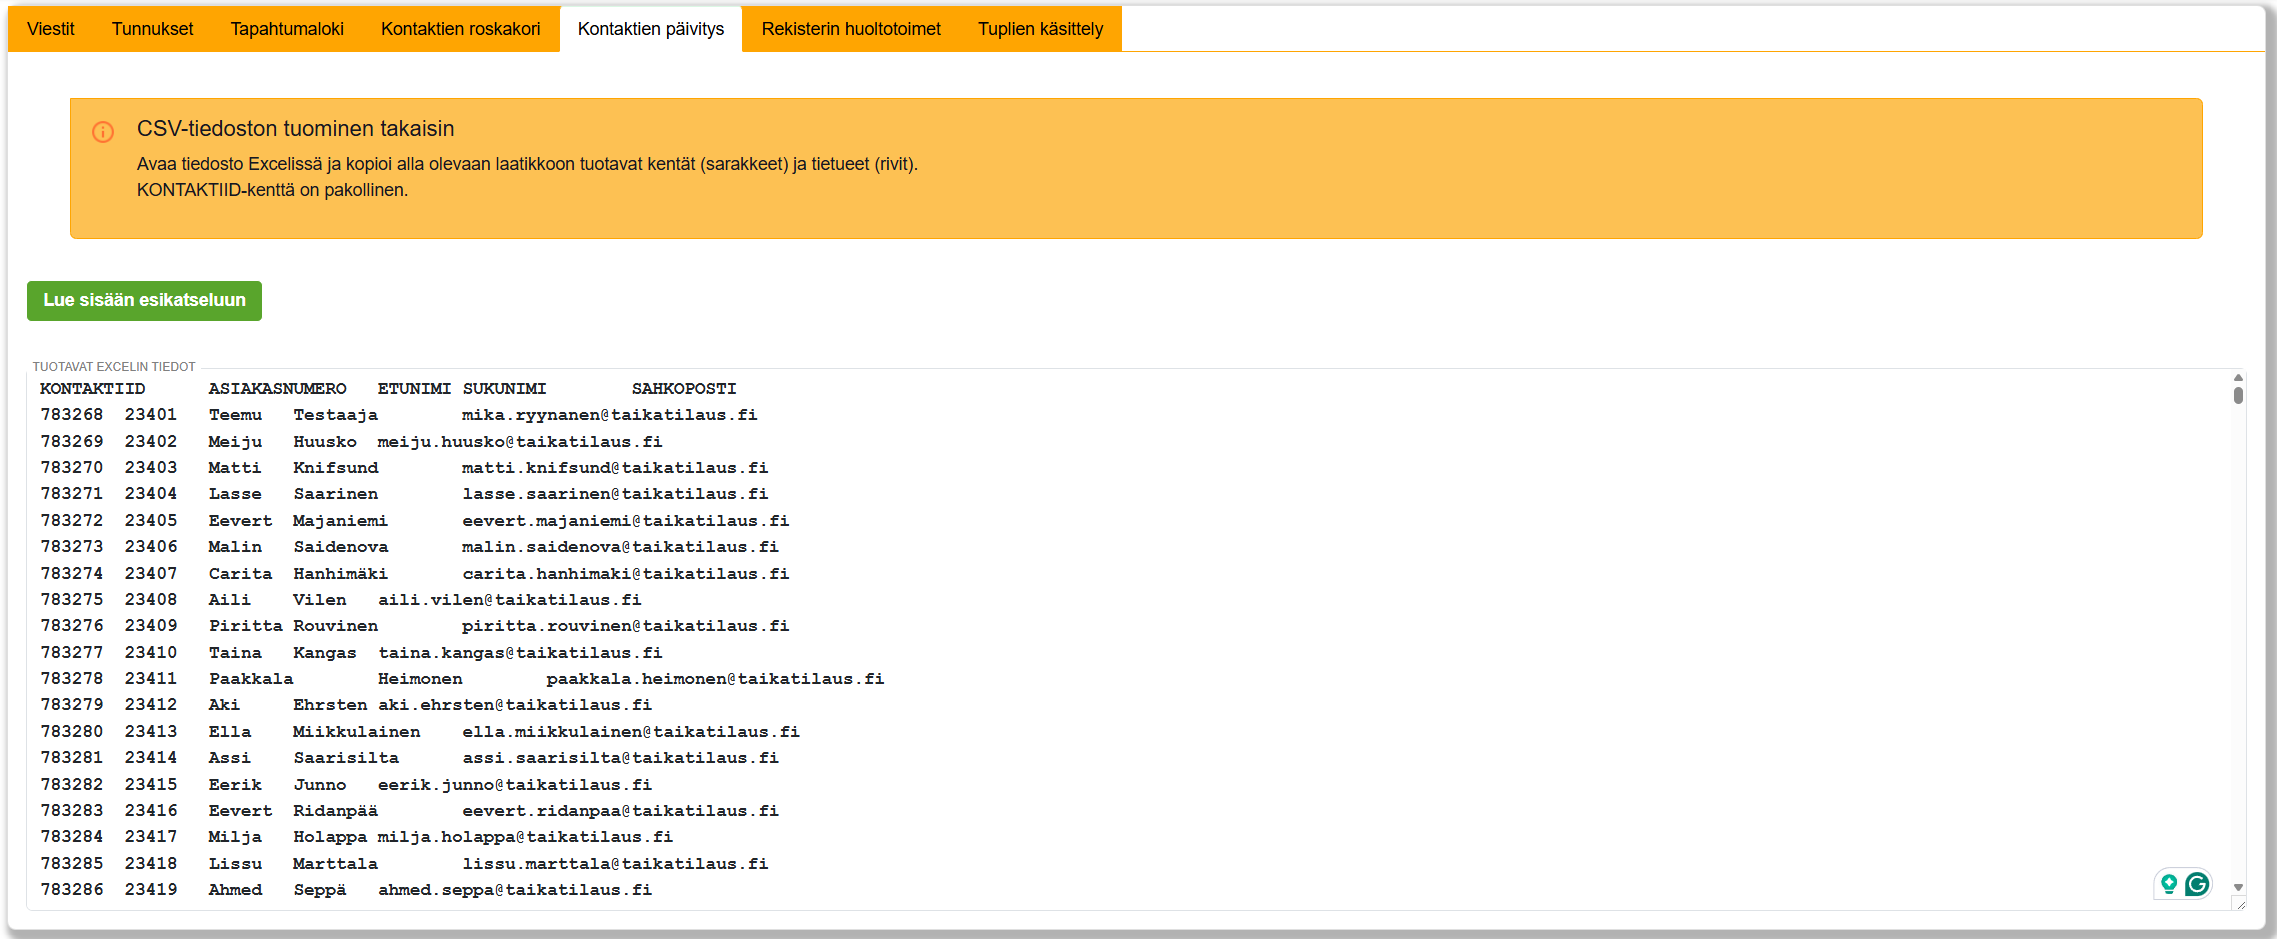 Viestit Tunnukset Tapahtumaloki Kontaktien roskakori Kontaktien päivitys Rekisterin huoltotoimet Tuplien käsittely
CSV-tiedoston tuominen takaisin
Avaa tiedosto Excelissä ja kopioi alla olevaan laatikkoon tuotavat kentät (sarakkeet) ja tietueet (rivit).
KONTAKTIID-kenttä on pakollinen.
Lue sisään esikatseluun
TUOTAVAT EXCELIN TIEDOT
KONTAKTIID ASIAKASNUMERO ETUNIMI SUKUNIMI SAHKOPOSTI
783268 23401 Teemu Testaaja mika.ryynanen@taikatilaus.fi
783269 23402 Meiju Huusko meiju.huusko@taikatilaus.fi
783270 23403 Matti Knifsund matti.knifsund@taikatilaus.fi
783271 23404 Lasse Saarinen lasse.saarinen@taikatilaus.fi
783272 23405 Eevert Majaniemi eevert.majaniemi@taikatilaus.fi
783273 23406 Malin Saidenova malin.saidenova@taikatilaus.fi
783274 23407 Carita Hanhimäki carita.hanhimaki@taikatilaus.fi
783275 23408 Aili Vilen aili.vilen@taikatilaus.fi
783276 23409 Piritta Rouvinen piritta.rouvinen@taikatilaus.fi
783277 23410 Taina Kangas taina.kangas@taikatilaus.fi
783278 23411 Paakkala Heimonen paakkala.heimonen@taikatilaus.fi
783279 23412 Aki Ehrsten aki.ehrsten@taikatilaus.fi
783280 23413 Ella Miikkulainen ella.miikkulainen@taikatilaus.fi
783281 23414 Assi Saarisilta assi.saarisilta@taikatilaus.fi
783282 23415 Eerik Junno eerik.junno@taikatilaus.fi
783283 23416 Eevert Ridanpää eevert.ridanpaa@taikatilaus.fi
783284 23417 Milja Holappa milja.holappa@taikatilaus.fi
783285 23418 Lissu Marttala lissu.marttala@taikatilaus.fi
783286 23419 Ahmed Seppä ahmed.seppa@taikatilaus.fi